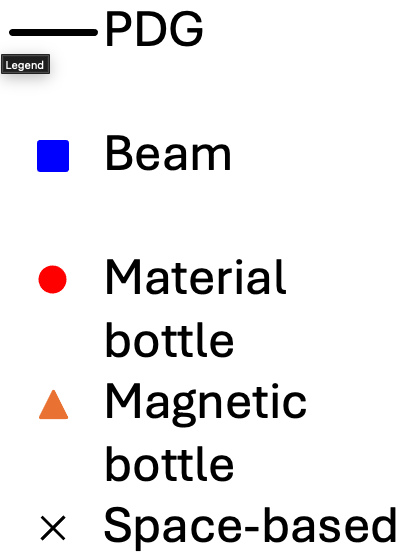 PDG
Legend
Beam
Material
bottle
Magnetic
bottle
Space-based